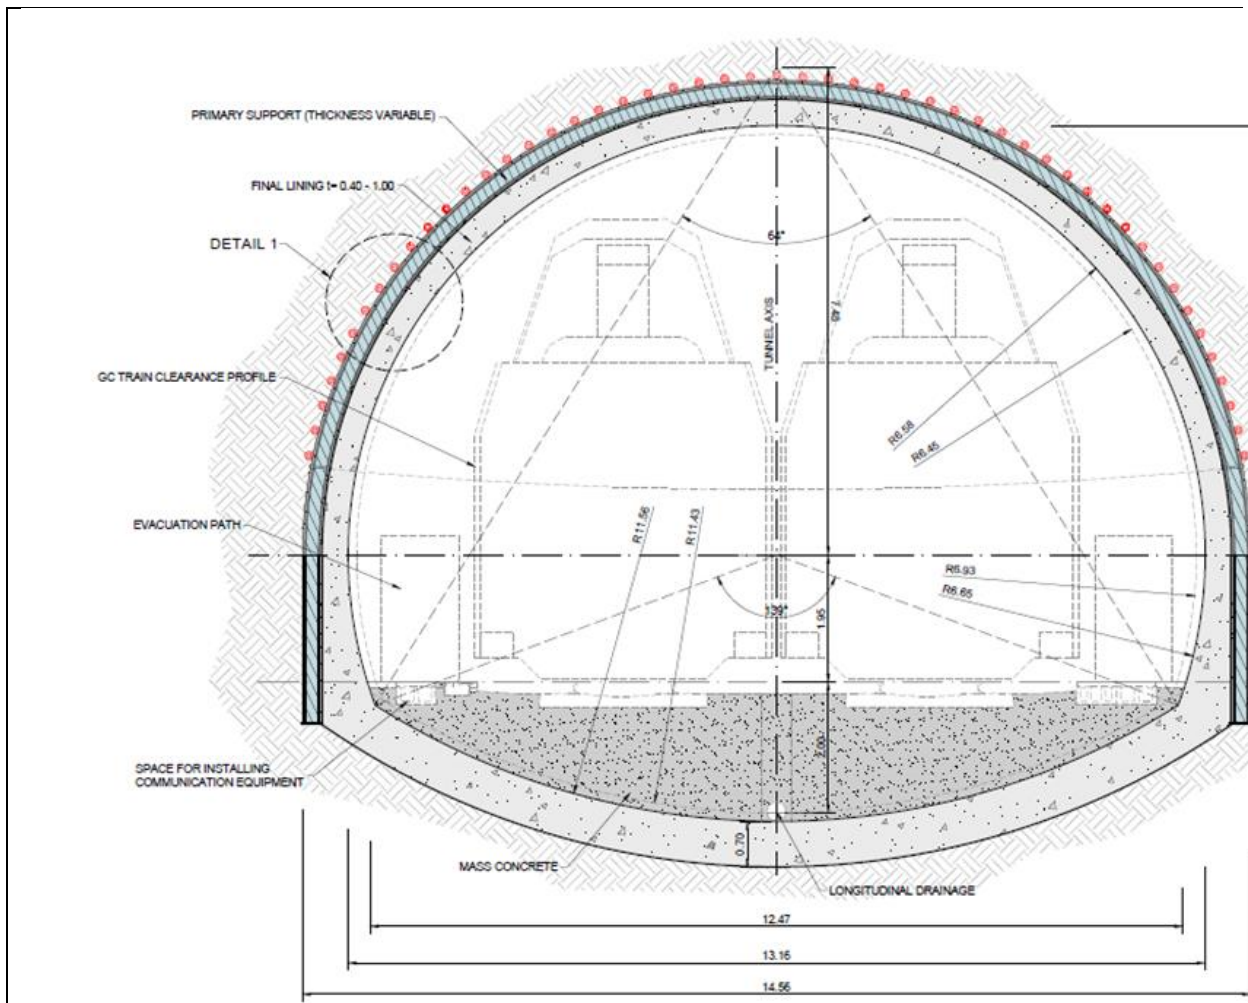 PRIMARY SUPPORT (THICKNESS VARIABLE)
FINAL LINING t= 0.40 - 1.00
DETAIL 1
64°
TUNNEL AXIS
7.45
GC TRAIN CLEARANCE PROFILE
R6.58
R6.45
EVACUATION PATH
R11.56
R11.43
R6.93
R6.65
139°
1.95
2.00
SPACE FOR INSTALLING
COMMUNICATION EQUIPMENT
0.70
MASS CONCRETE
LONGITUDINAL DRAINAGE
12.47
13.16
14.56